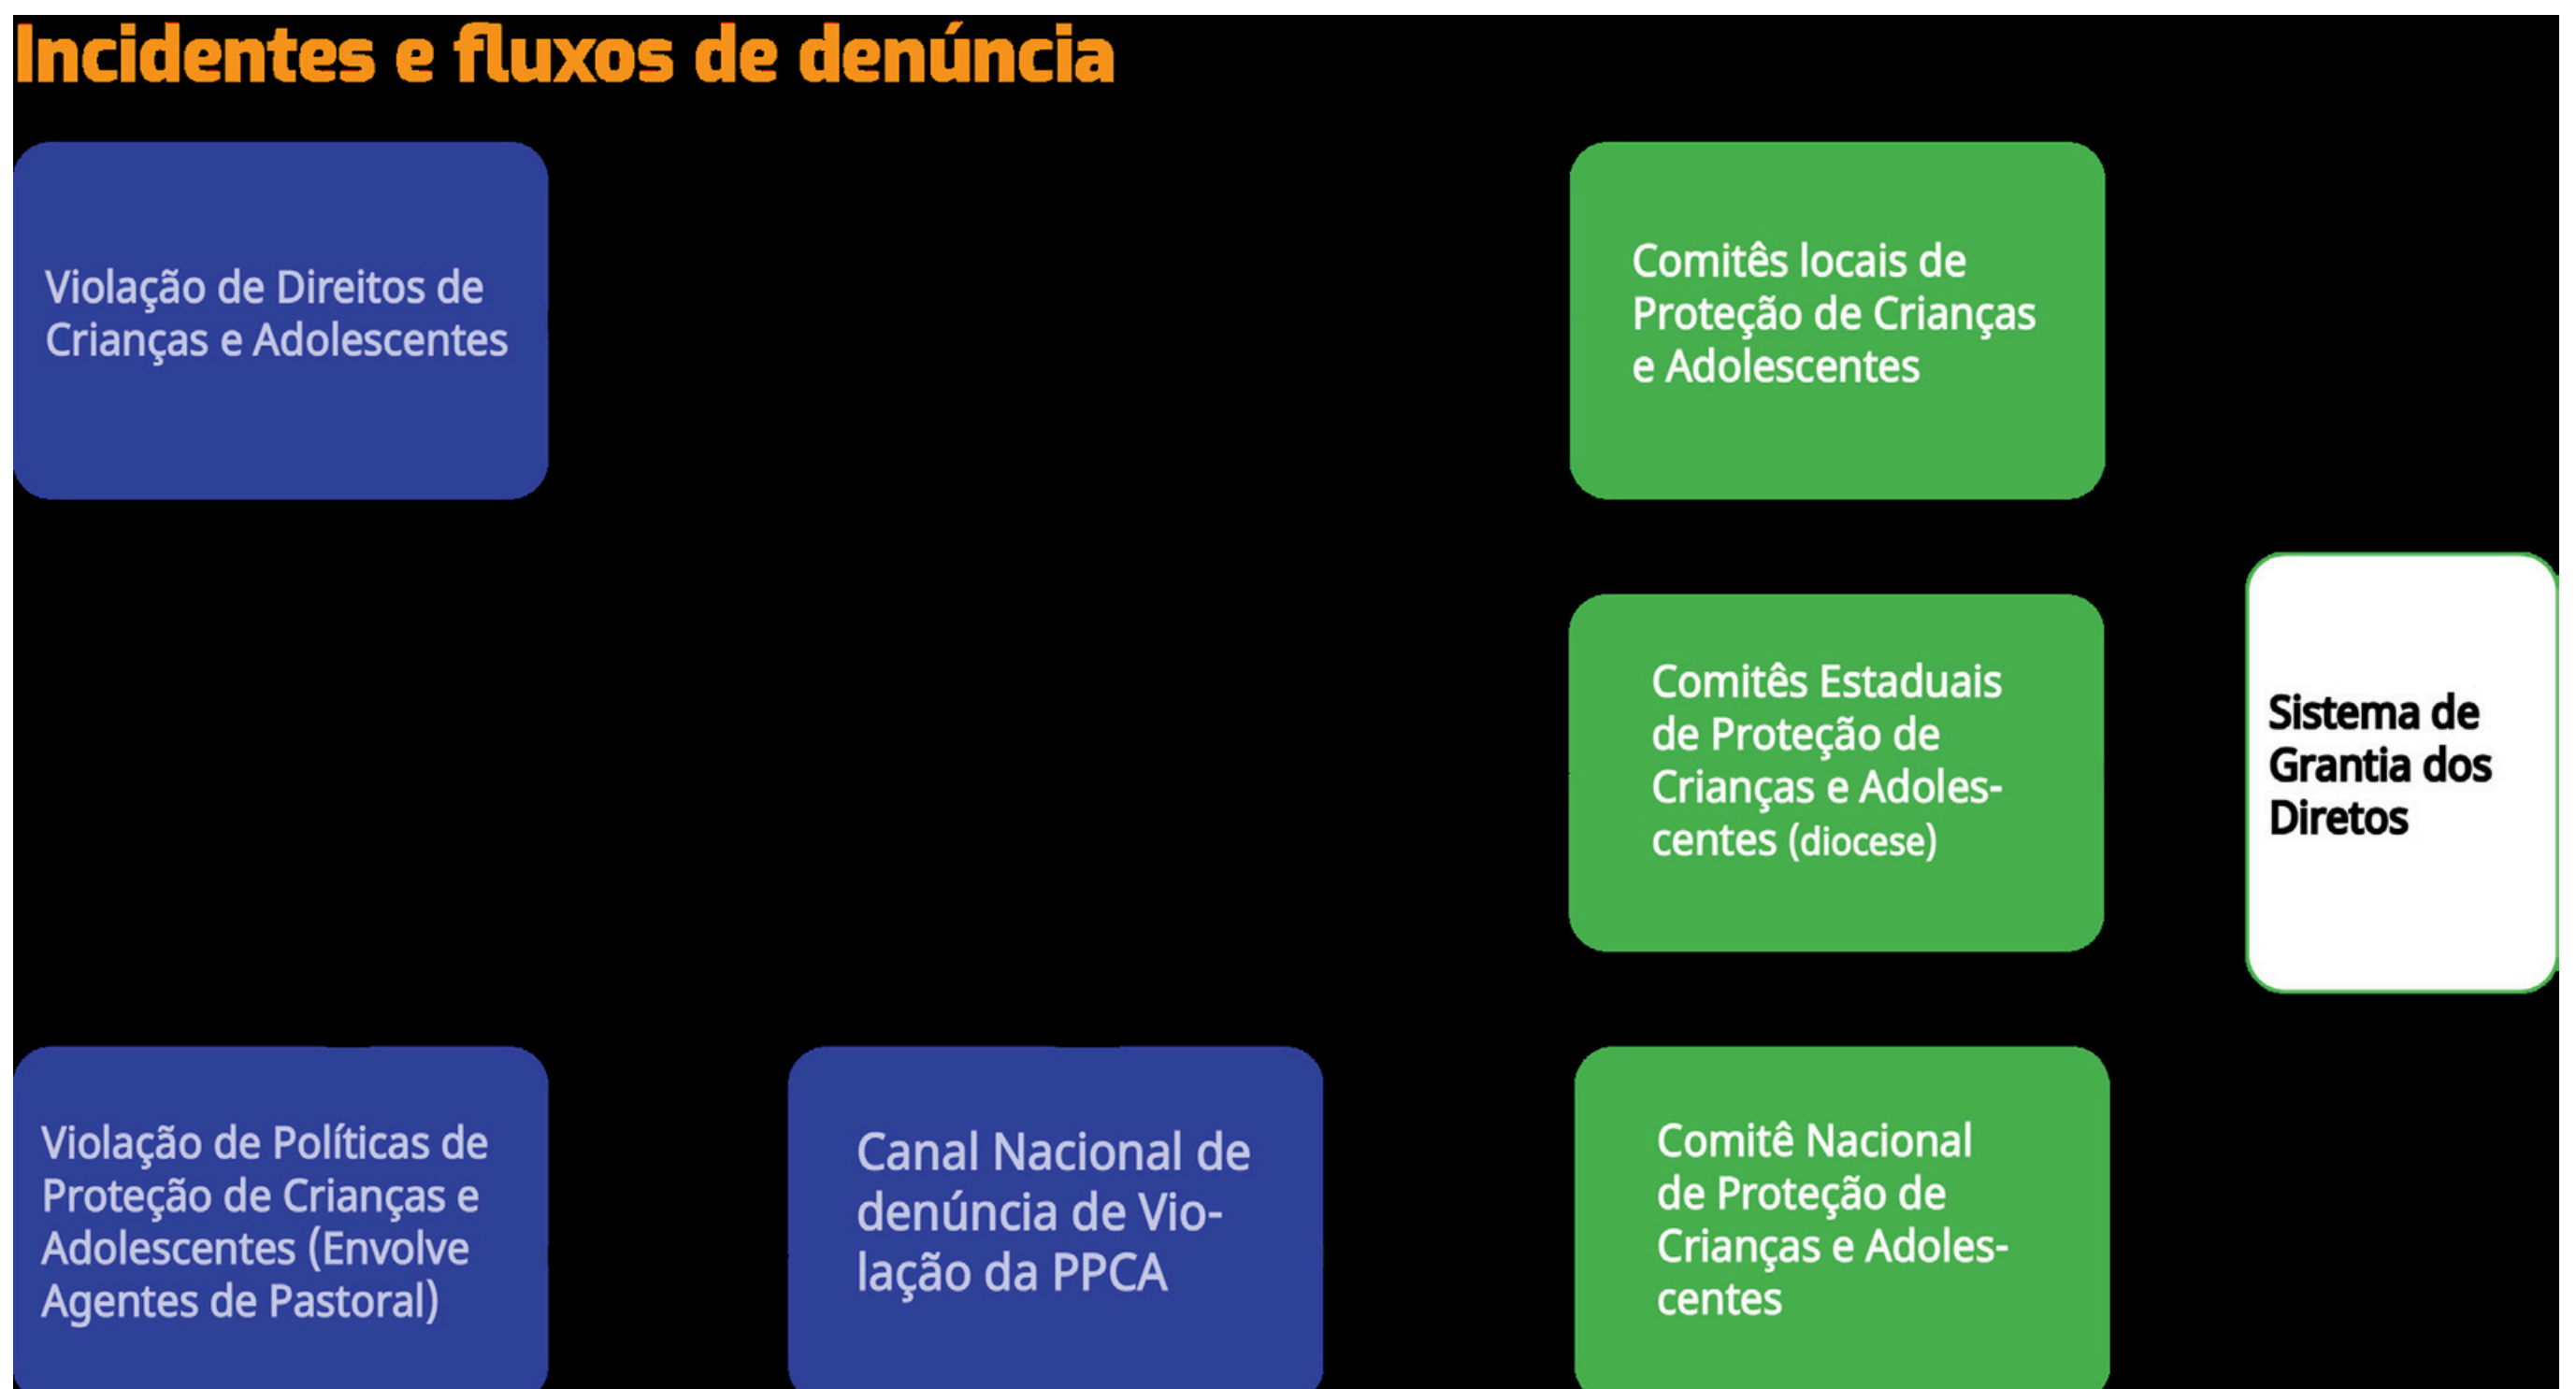 Incidentes e fluxos de denúncia
Violação de Direitos de
Crianças e Adolescentes
Comitês locais de
Proteção de Crianças
e Adolescentes
Comitês Estaduais
de Proteção de
Crianças e Adoles-
centes (diocese)
Sistema de
Grantia dos
Diretos
Violação de Políticas de
Proteção de Crianças e
Adolescentes (Envolve
Agentes de Pastoral)
Canal Nacional de
denúncia de Vio-
lação da PPCA
Comitê Nacional
de Proteção de
Crianças e Adoles-
centes